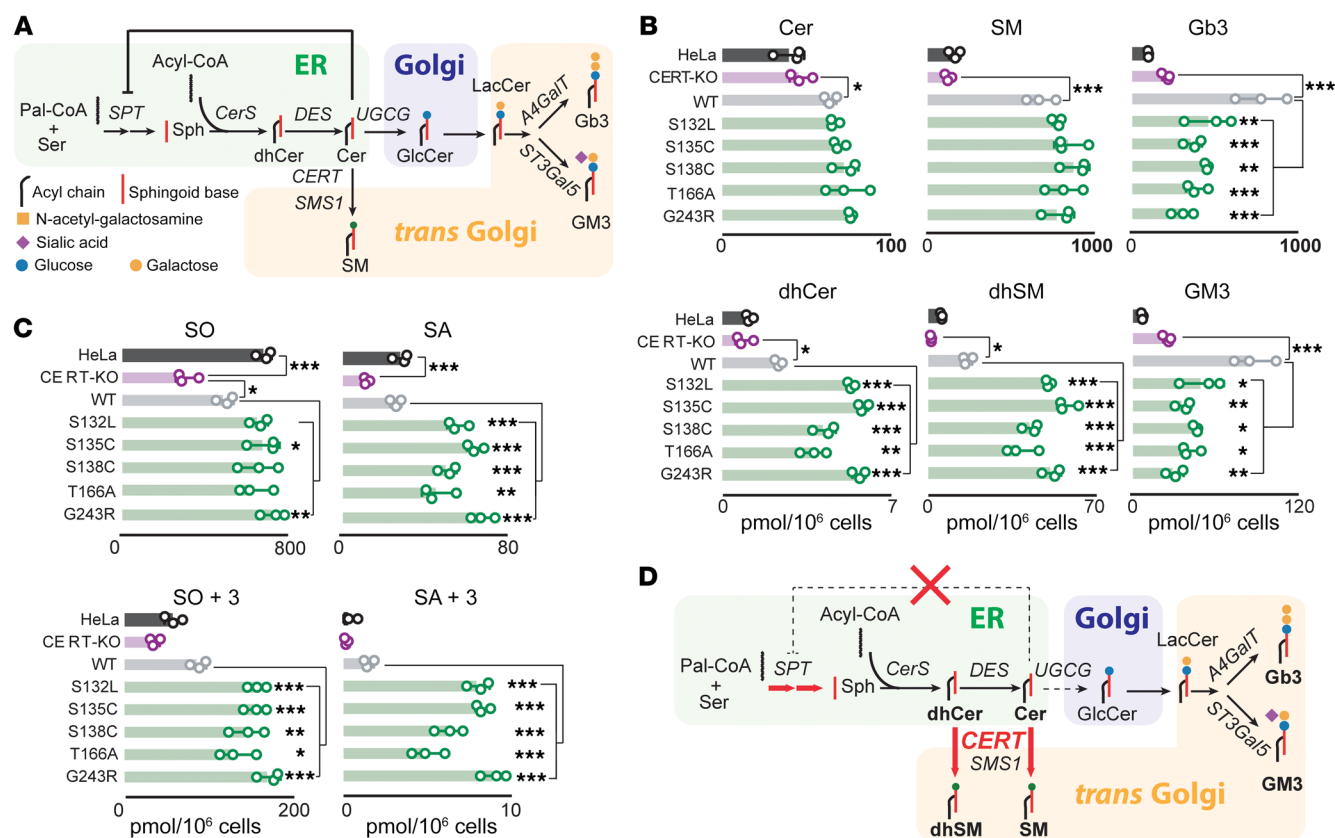 A
ER
Golgi
Acyl-CoA
LacCer
A4GalT
Pal-CoA
+
Ser
SPT
Sph
CerS
DES
UGCG
dhCer
Cer
GlcCer
Gb3
ST3Gal5
GM3
CERT
SMS1
SM
trans Golgi
Acyl chain
Sphingoid base
N-acetyl-galactosamine
Sialic acid
Glucose
Galactose
B
Cer
SM
Gb3
HeLa
CERT-KO
WT
S132L
S135C
S138C
T166A
G243R
*
***
***
**
***
**
***
***
0 100
0 1000
0 1000
dhCer
dhSM
GM3
HeLa
CE RT-KO
WT
S132L
S135C
S138C
T166A
G243R
*
***
***
***
**
***
*
***
***
***
***
***
***
*
**
*
*
**
0 7
0 70
0 120
pmol/10⁶ cells
pmol/10⁶ cells
pmol/10⁶ cells
C
SO
SA
HeLa
CE RT-KO
WT
S132L
S135C
S138C
T166A
G243R
***
*
*
**
***
***
***
***
**
***
0 800
0 80
SO + 3
SA + 3
HeLa
CE RT-KO
WT
S132L
S135C
S138C
T166A
G243R
***
***
**
*
***
***
***
***
***
***
0 200
0 10
pmol/10⁶ cells
pmol/10⁶ cells
D
ER
Golgi
Acyl-CoA
LacCer
A4GalT
Pal-CoA
+
Ser
SPT
Sph
CerS
DES
UGCG
dhCer
Cer
GlcCer
Gb3
ST3Gal5
GM3
CERT
SMS1
dhSM
SM
trans Golgi